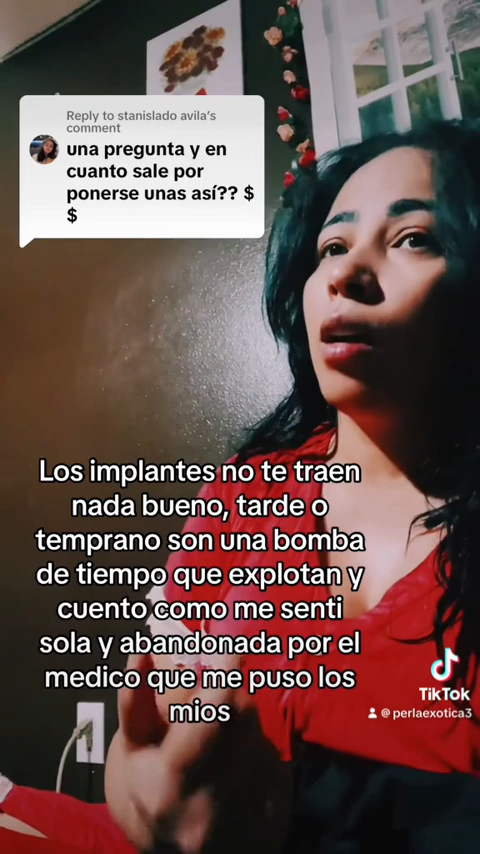 Reply to stanislado avila's
comment
una pregunta y en
cuanto sale por
ponerse unas así?? $
$
Los implantes no te traen
nada bueno, tarde o
temprano son una bomba
de tiempo que explotan y
cuento como me senti
sola y abandonada por el
medico que me puso los
mios
TikTok
@perlaexotica3